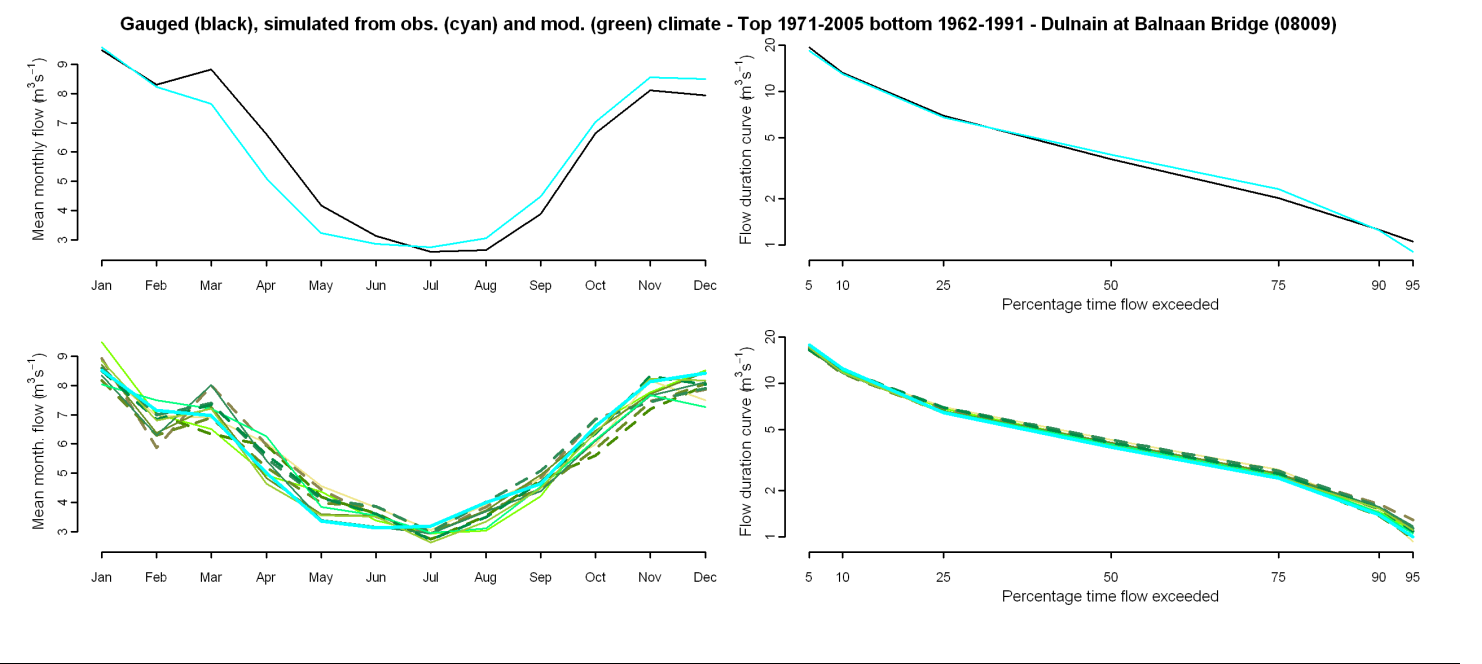 Gauged (black), simulated from obs. (cyan) and mod. (green) climate - Top 1971-2005 bottom 1962-1991 - Dulnain at Balnaan Bridge (08009)
Mean monthly flow (m³s⁻¹)
9
8
7
6
5
4
3
Jan Feb Mar Apr May Jun Jul Aug Sep Oct Nov Dec
Flow duration curve (m³s⁻¹)
20
10
5
2
1
5 10 25 50 75 90 95
Percentage time flow exceeded
Mean month. flow (m³s⁻¹)
9
8
7
6
5
4
3
Jan Feb Mar Apr May Jun Jul Aug Sep Oct Nov Dec
Flow duration curve (m³s⁻¹)
20
10
5
2
1
5 10 25 50 75 90 95
Percentage time flow exceeded